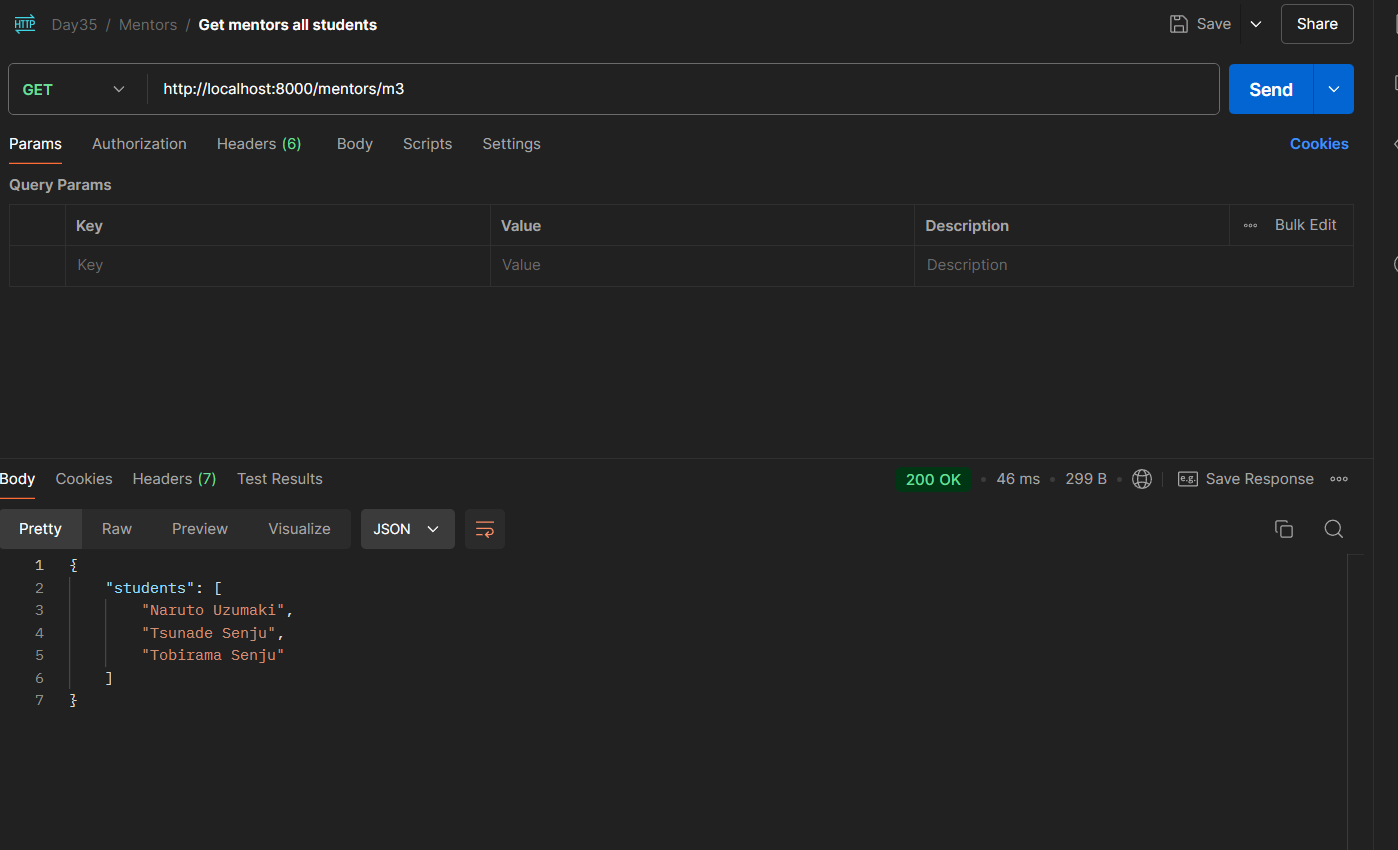 HTTP Day35 / Mentors / Get mentors all students Save Share
GET http://localhost:8000/mentors/m3 Send
Params Authorization Headers (6) Body Scripts Settings Cookies
Query Params
Key Value Description Bulk Edit
Key Value Description
Body Cookies Headers (7) Test Results 200 OK 46 ms 299 B e.g. Save Response
Pretty Raw Preview Visualize JSON
1 {
2 "students": [
3 "Naruto Uzumaki",
4 "Tsunade Senju",
5 "Tobirama Senju"
6 ]
7 }